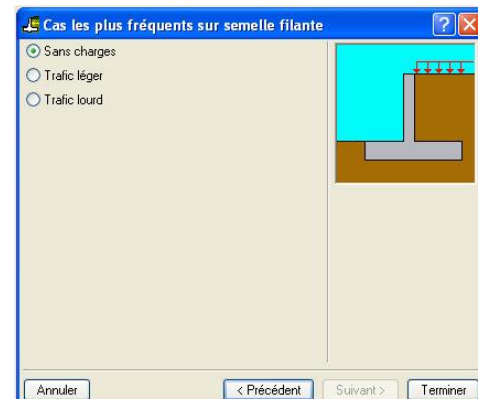 Cas les plus fréquents sur semelle filante
Sans charges
Trafic léger
Trafic lourd
Annuler
< Précédent
Suivant >
Terminer